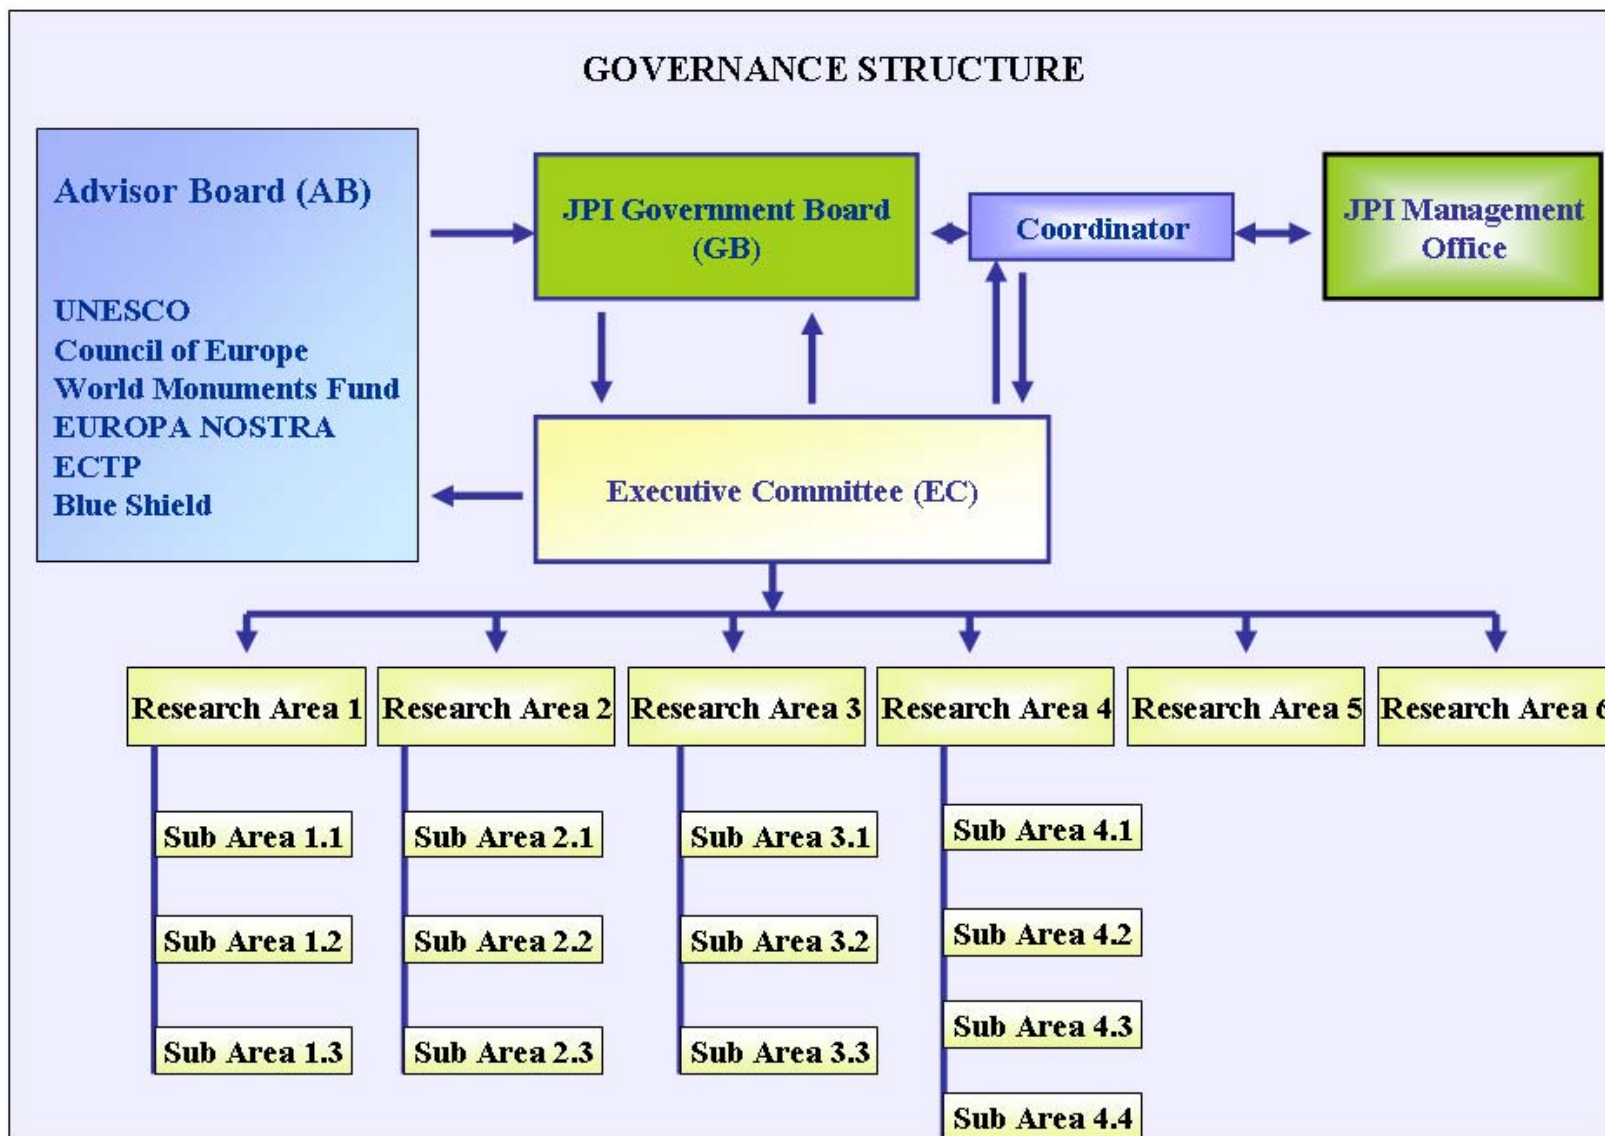 GOVERNANCE STRUCTURE
Advisor Board (AB)
UNESCO
Council of Europe
World Monuments Fund
EUROPA NOSTRA
ECTP
Blue Shield
JPI Government Board
(GB)
Coordinator
JPI Management
Office
Executive Committee (EC)
Research Area 1
Research Area 2
Research Area 3
Research Area 4
Research Area 5
Research Area 6
Sub Area 1.1
Sub Area 1.2
Sub Area 1.3
Sub Area 2.1
Sub Area 2.2
Sub Area 2.3
Sub Area 3.1
Sub Area 3.2
Sub Area 3.3
Sub Area 4.1
Sub Area 4.2
Sub Area 4.3
Sub Area 4.4